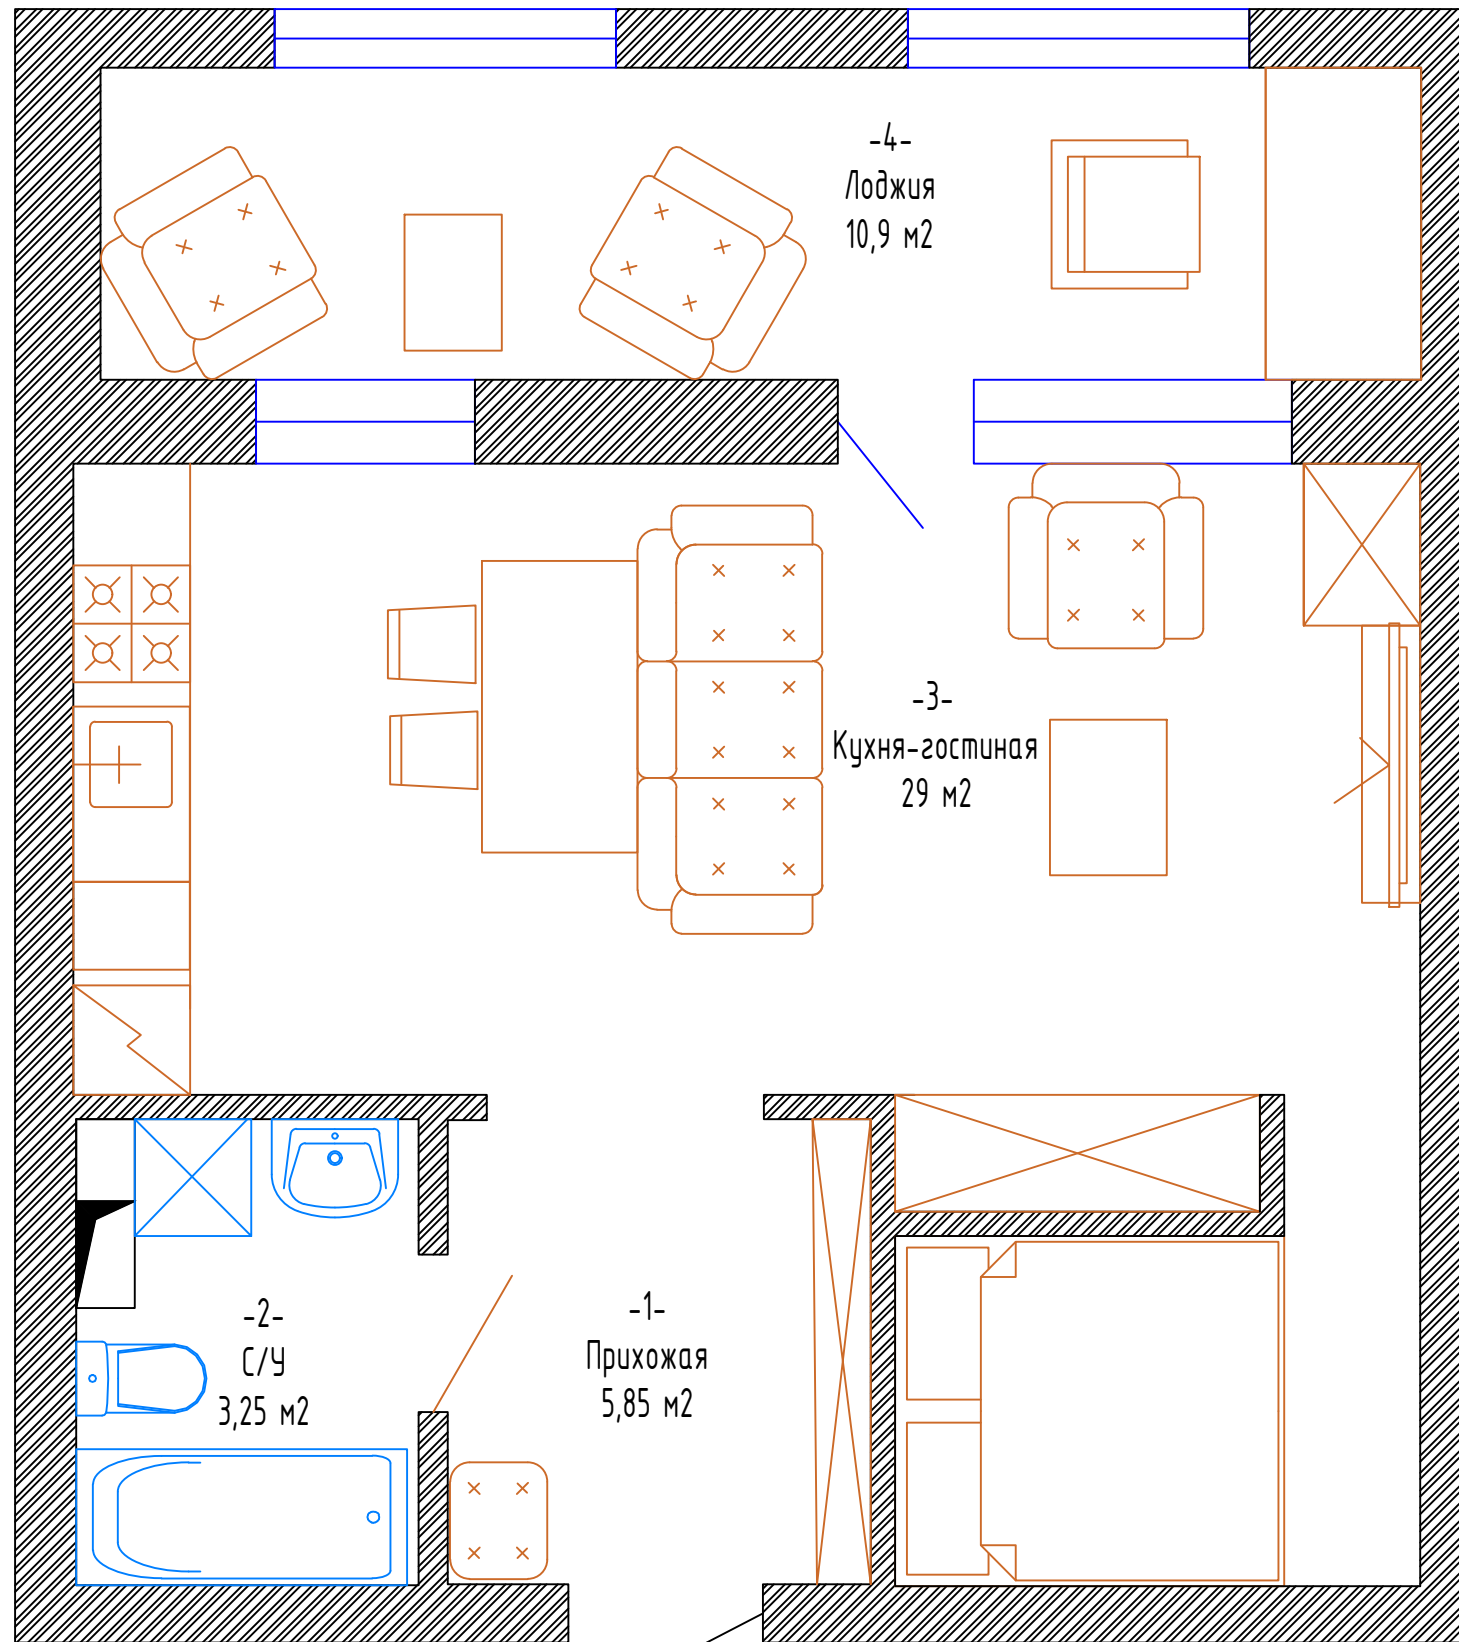 -4-
Лоджия
10,9 м2
-3-
Кухня-гостиная
29 м2
-2-
С/У
3,25 м2
-1-
Прихожая
5,85 м2